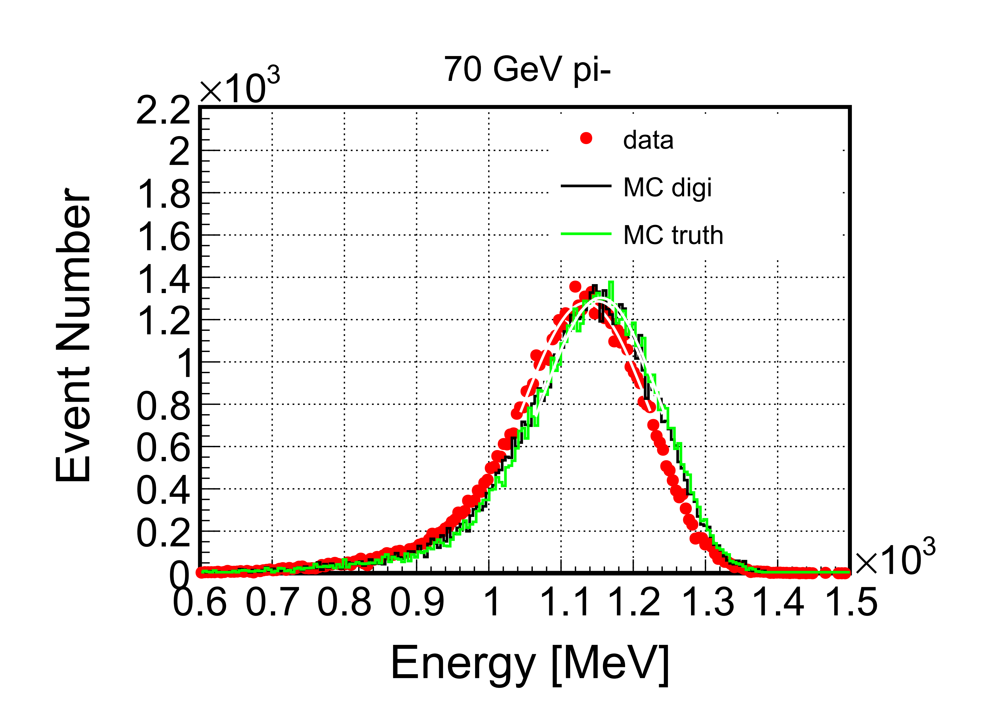 70 GeV pi-
×10³
2.2
2
1.8
1.6
1.4
1.2
1
0.8
0.6
0.4
0.2
0
Event Number
data
MC digi
MC truth
0.6 0.7 0.8 0.9 1 1.1 1.2 1.3 1.4 1.5
×10³
Energy [MeV]